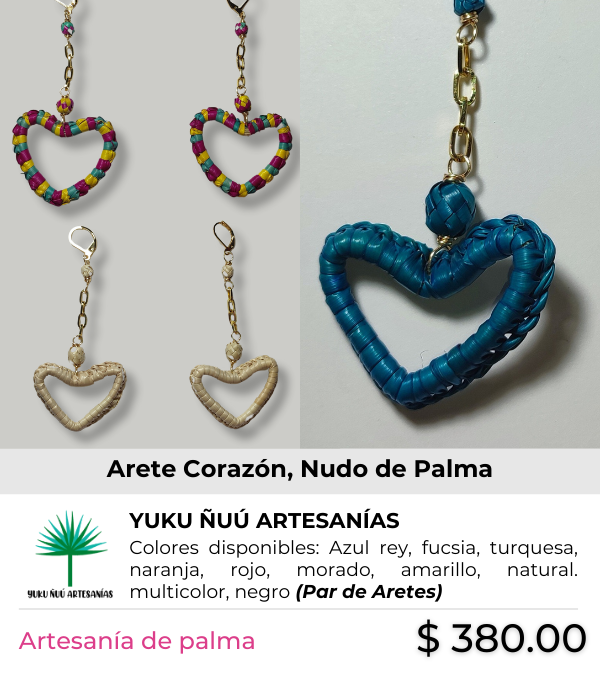 Arete Corazón, Nudo de Palma
YUKU ÑUÚ ARTESANÍAS
Colores disponibles: Azul rey, fucsia, turquesa,
naranja, rojo, morado, amarillo, natural.
multicolor, negro (Par de Aretes)
YUKU ÑUÚ ARTESANÍAS
Artesanía de palma
$ 380.00